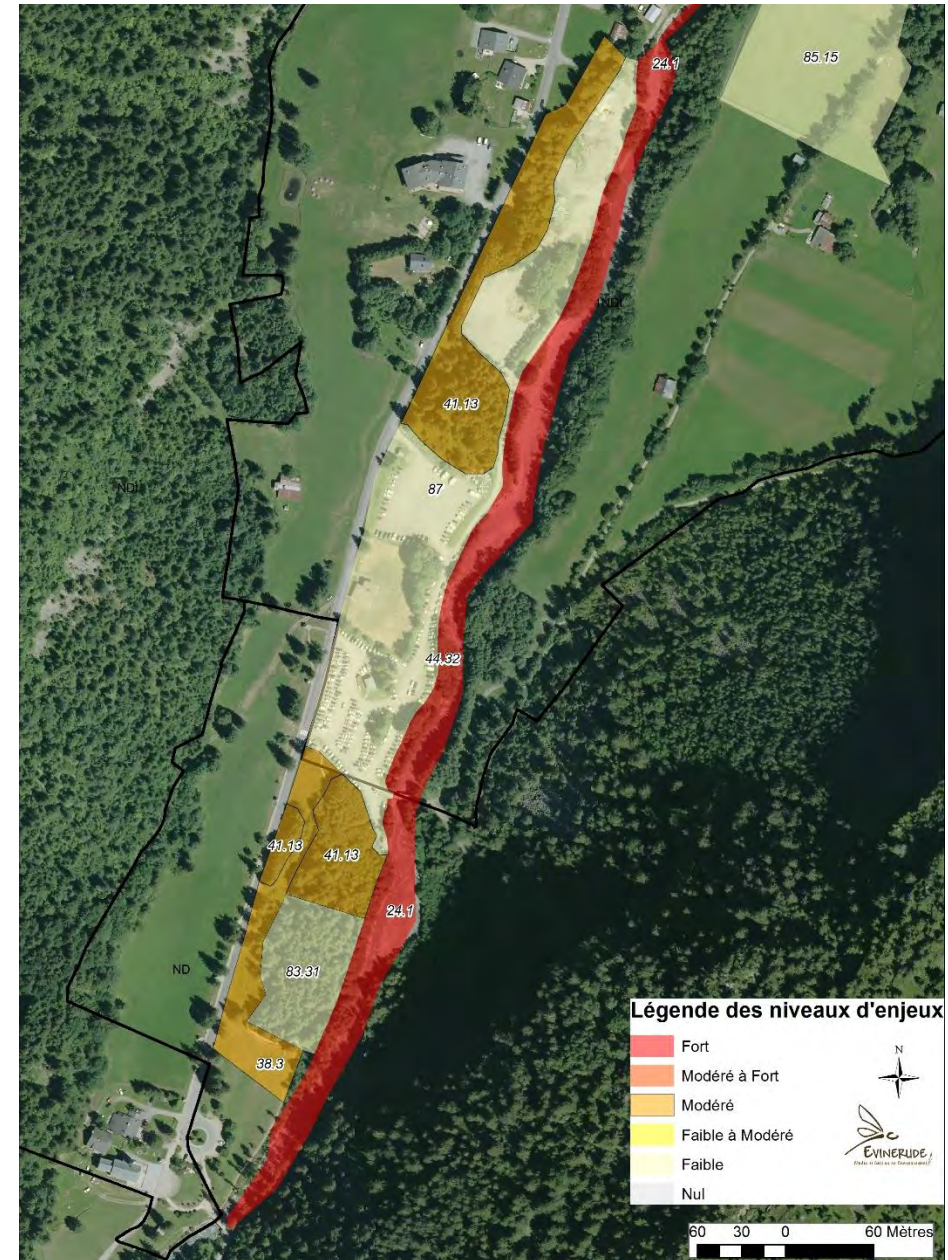 24.1
85.15
NDL
41.13
87
NDL
44.32
41.13
41.13
24.1
83.31
ND
38.3
Légende des niveaux d'enjeux
Fort
Modéré à Fort
Modéré
Faible à Modéré
Faible
Nul
N
EVINERUDE
60 30 0 60 Mètres